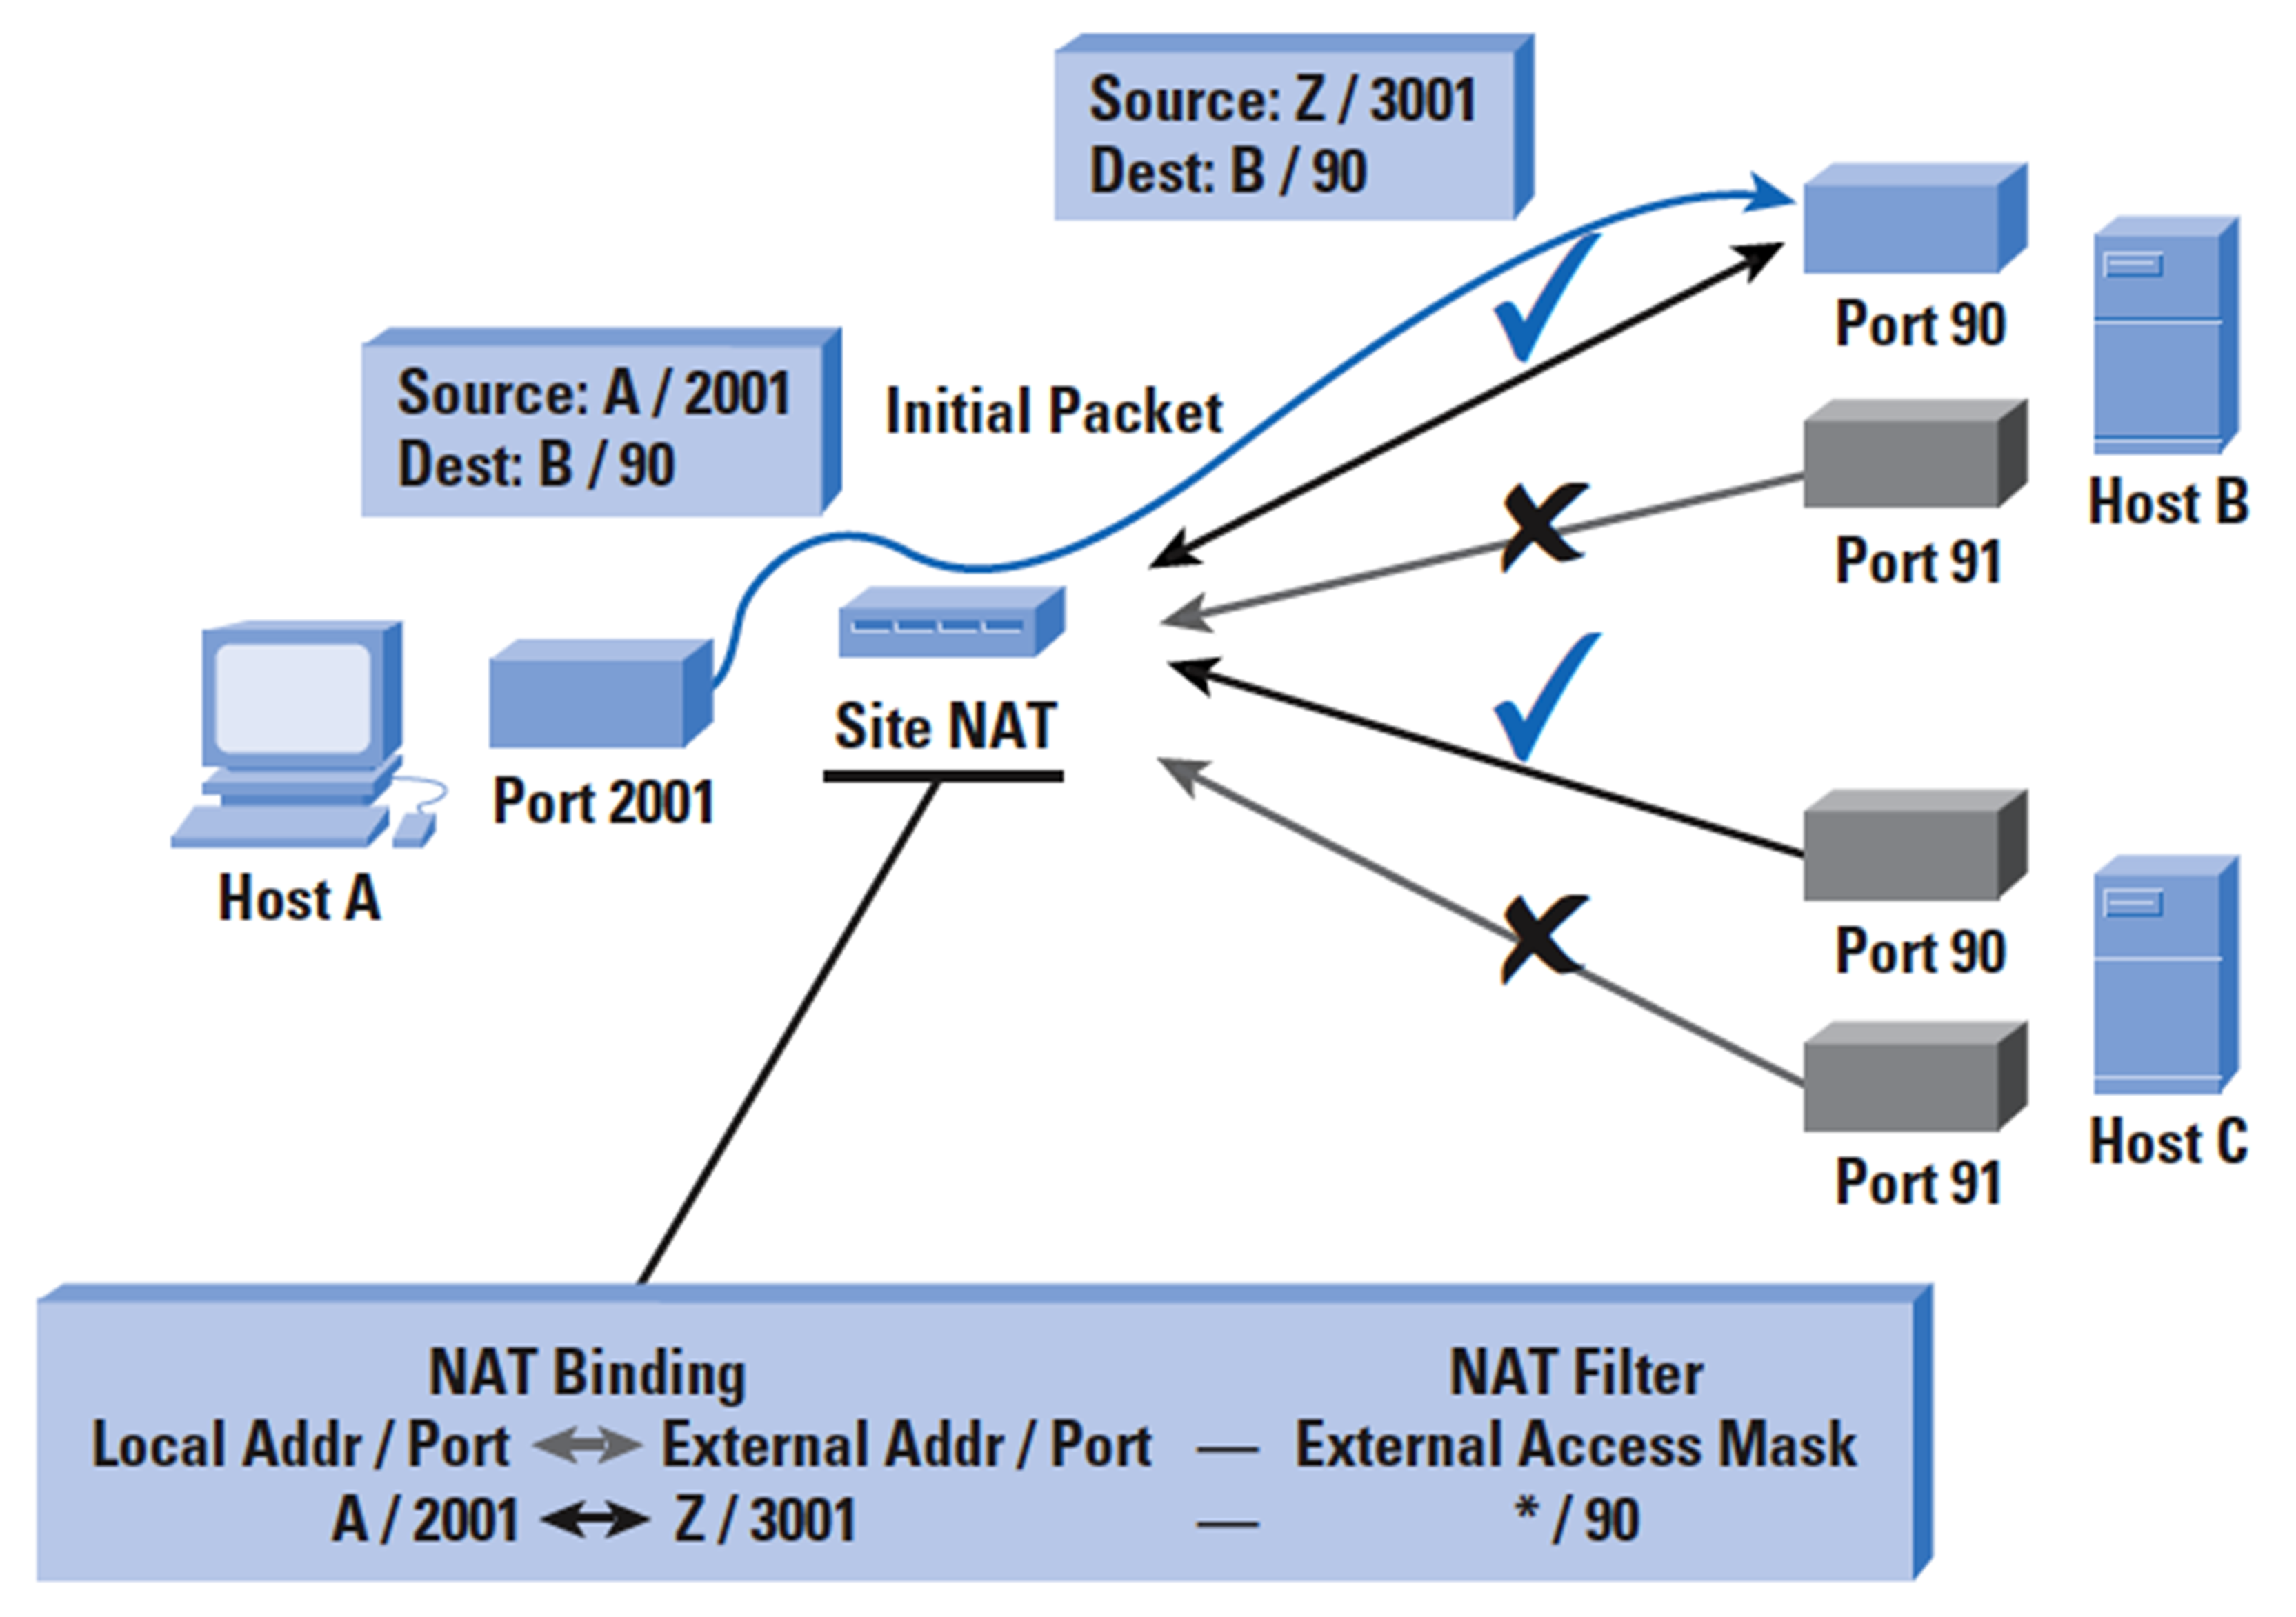 Source: Z / 3001
Dest: B / 90
Port 90
Source: A / 2001
Dest: B / 90
Initial Packet
Host B
Port 91
Site NAT
Port 2001
Host A
Port 90
Host C
Port 91
NAT Binding NAT Filter
Local Addr / Port External Addr / Port — External Access Mask
A / 2001 Z / 3001 — * / 90